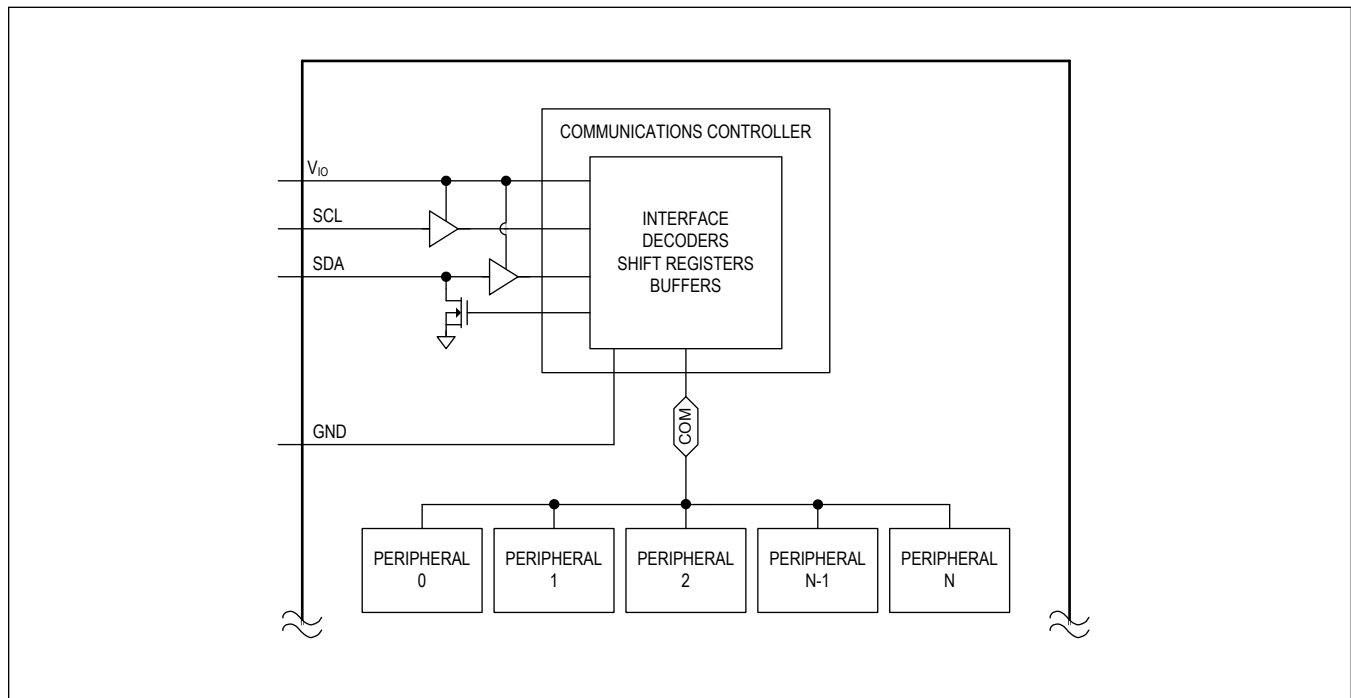 COMMUNICATIONS CONTROLLER
VIO
SCL
SDA
INTERFACE
DECODERS
SHIFT REGISTERS
BUFFERS
GND
COM
PERIPHERAL
0
PERIPHERAL
1
PERIPHERAL
2
PERIPHERAL
N-1
PERIPHERAL
N